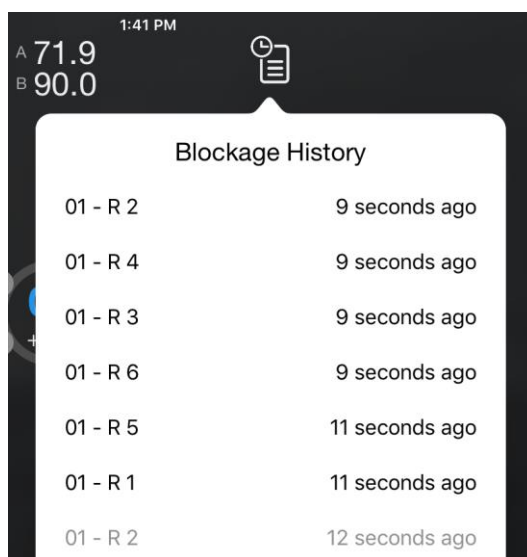 1:41 PM
A 71.9
B 90.0
Blockage History
01 - R 2 9 seconds ago
01 - R 4 9 seconds ago
01 - R 3 9 seconds ago
01 - R 6 9 seconds ago
01 - R 5 11 seconds ago
01 - R 1 11 seconds ago
01 - R 2 12 seconds ago